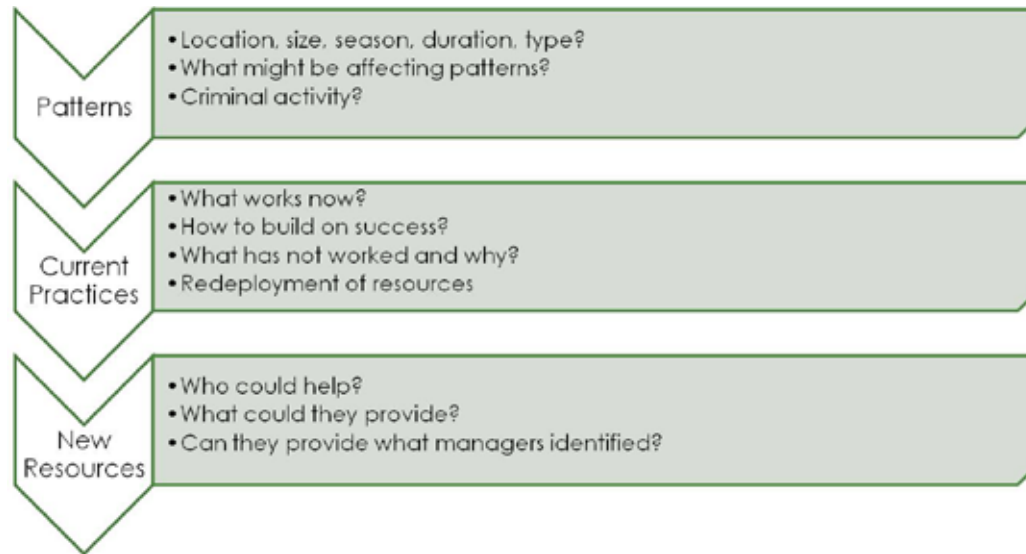 Patterns
• Location, size, season, duration, type?
• What might be affecting patterns?
• Criminal activity?
Current
Practices
• What works now?
• How to build on success?
• What has not worked and why?
• Redeployment of resources
New
Resources
• Who could help?
• What could they provide?
• Can they provide what managers identified?